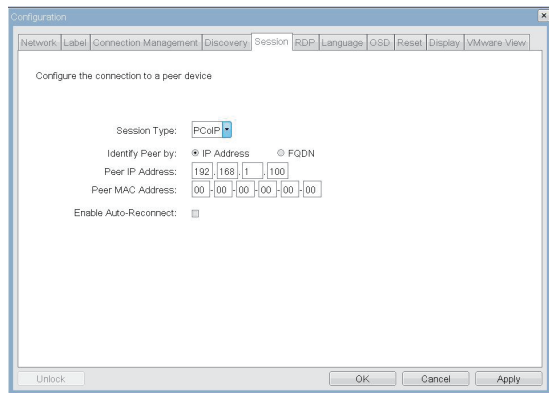 Configuration
Network Label Connection Management Discovery Session RDP Language OSD Reset Display VMware View
Configure the connection to a peer device
Session Type: PCoIP
Identify Peer by: IP Address FQDN
Peer IP Address: 192 . 168 . 1 . 100
Peer MAC Address: 00 - 00 - 00 - 00 - 00 - 00
Enable Auto-Reconnect:
Unlock OK Cancel Apply